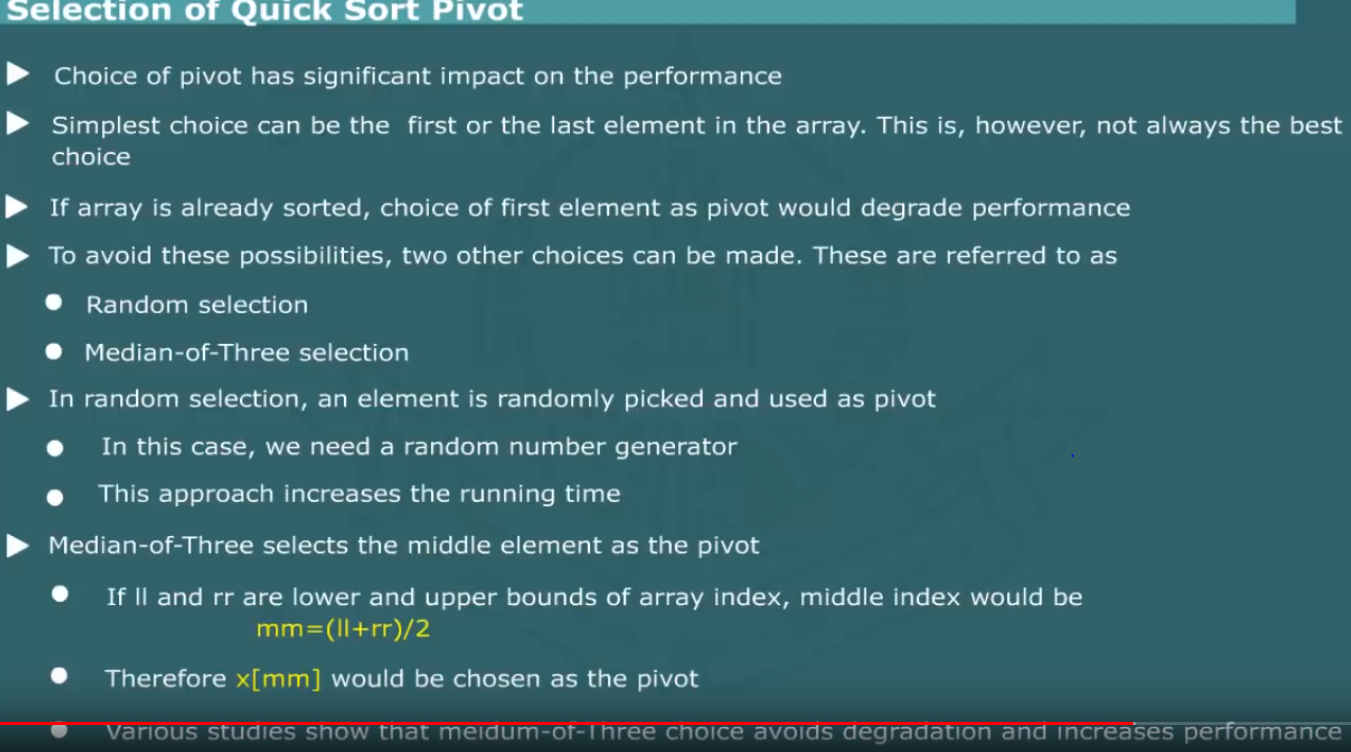 Selection of Quick Sort Pivot
Choice of pivot has significant impact on the performance
Simplest choice can be the first or the last element in the array. This is, however, not always the best
choice
If array is already sorted, choice of first element as pivot would degrade performance
To avoid these possibilities, two other choices can be made. These are referred to as
Random selection
Median-of-Three selection
In random selection, an element is randomly picked and used as pivot
In this case, we need a random number generator
This approach increases the running time
Median-of-Three selects the middle element as the pivot
If ll and rr are lower and upper bounds of array index, middle index would be
mm=(ll+rr)/2
Therefore x[mm] would be chosen as the pivot
Various studies show that meidum-of-Three choice avoids degradation and increases performance